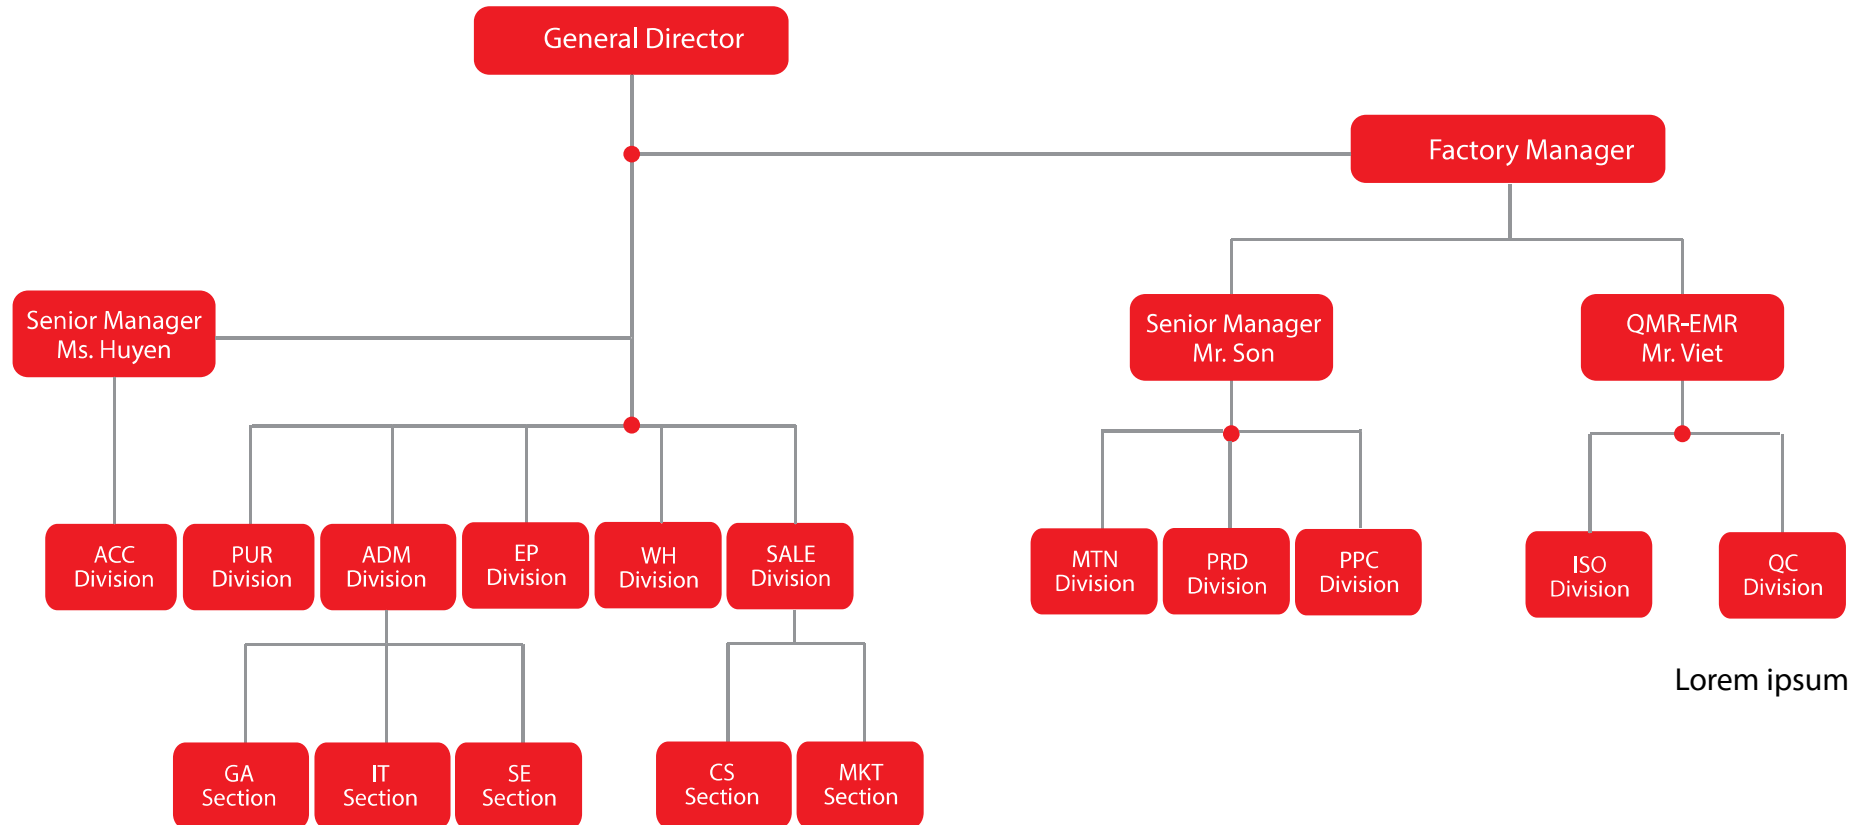 General Director
Factory Manager
Senior Manager
Ms. Huyen
Senior Manager
Mr. Son
QMR-EMR
Mr. Viet
ACC
Division
PUR
Division
ADM
Division
EP
Division
WH
Division
SALE
Division
MTN
Division
PRD
Division
PPC
Division
ISO
Division
QC
Division
Lorem ipsum
GA
Section
IT
Section
SE
Section
CS
Section
MKT
Section